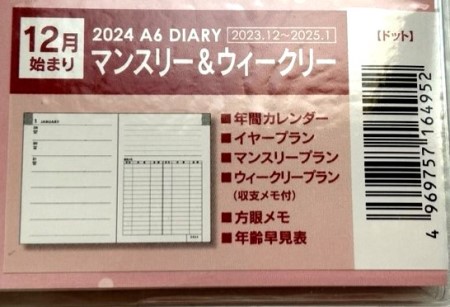 12月
始まり
2024 A6 DIARY 2023.12〜2025.1
マンスリー&ウィークリー
【ドット】
1 JANUARY
■年間カレンダー
■イヤープラン
■マンスリープラン
■ウィークリープラン
(収支メモ付)
■方眼メモ
■年齢早見表
4 969757 164952